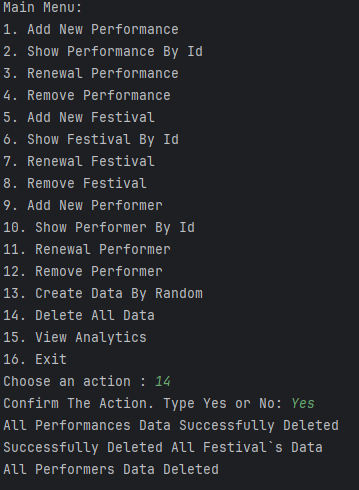 Main Menu:
1. Add New Performance
2. Show Performance By Id
3. Renewal Performance
4. Remove Performance
5. Add New Festival
6. Show Festival By Id
7. Renewal Festival
8. Remove Festival
9. Add New Performer
10. Show Performer By Id
11. Renewal Performer
12. Remove Performer
13. Create Data By Random
14. Delete All Data
15. View Analytics
16. Exit
Choose an action : 14
Confirm The Action. Type Yes or No: Yes
All Performances Data Successfully Deleted
Successfully Deleted All Festival`s Data
All Performers Data Deleted